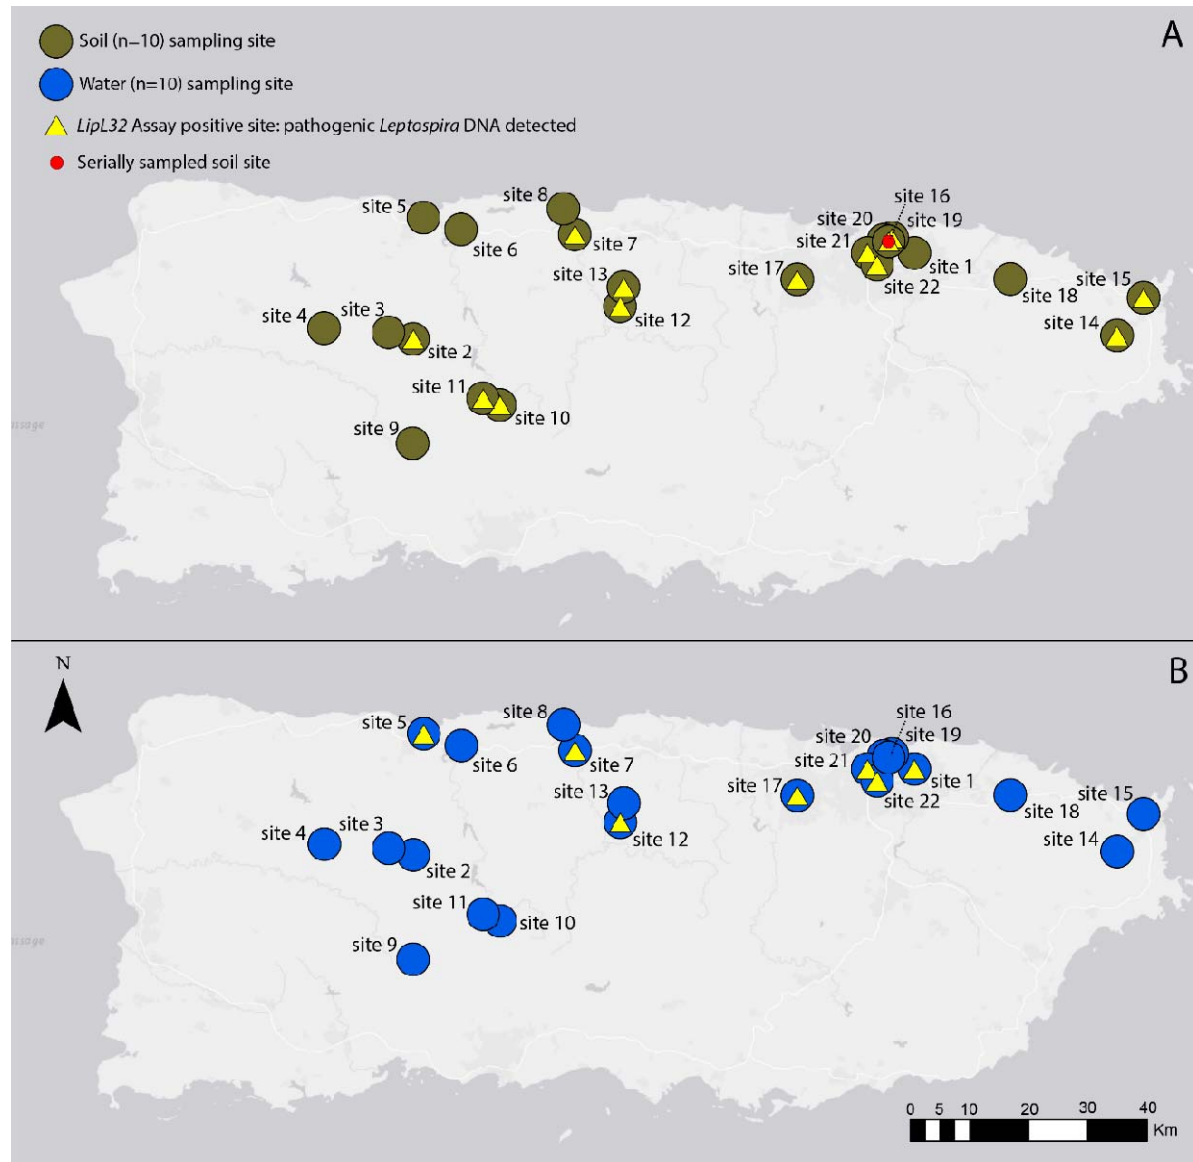 A
Soil (n=10) sampling site
Water (n=10) sampling site
LipL32 Assay positive site: pathogenic Leptospira DNA detected
Serially sampled soil site
site 16
site 8
site 5
site 20
site 19
site 6
site 21
site 7
site 1
site 13
site 17
site 22
site 18
site 15
site 4
site 3
site 12
site 14
site 2
site 11
site 10
site 9
N
B
site 16
site 8
site 5
site 20
site 19
site 6
site 21
site 7
site 1
site 13
site 17
site 22
site 18
site 15
site 4
site 3
site 12
site 14
site 2
site 11
site 10
site 9
0 5 10 20 30 40
Km